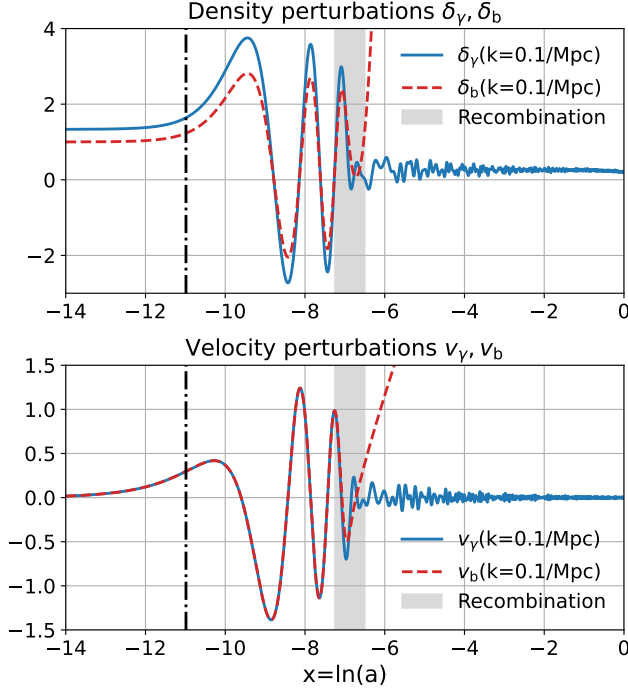 Density perturbations δγ, δb
4
2
0
−2
δγ(k=0.1/Mpc)
δb(k=0.1/Mpc)
Recombination
−14 −12 −10 −8 −6 −4 −2 0
Velocity perturbations vγ, vb
1.5
1.0
0.5
0.0
−0.5
−1.0
−1.5
vγ(k=0.1/Mpc)
vb(k=0.1/Mpc)
Recombination
−14 −12 −10 −8 −6 −4 −2 0
x=ln(a)